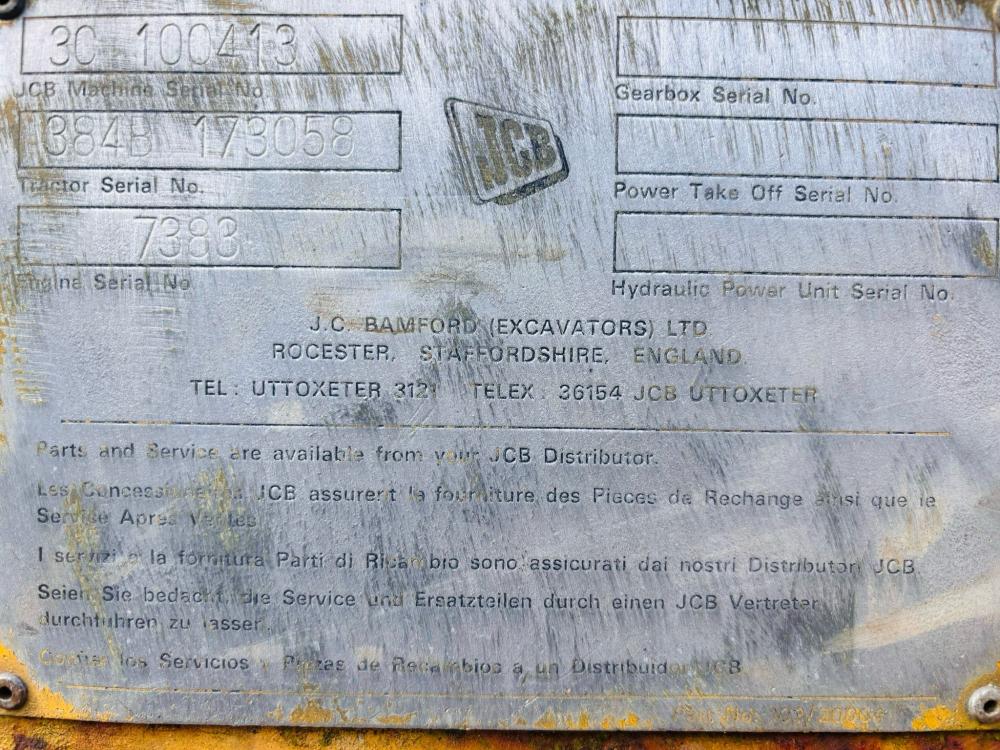 3C 100413
JCB Machine Serial No.
384B 173058
Tractor Serial No.
7383
Engine Serial No.
JCB
Gearbox Serial No.
Power Take Off Serial No.
Hydraulic Power Unit Serial No.
J.C. BAMFORD (EXCAVATORS) LTD.
ROCESTER, STAFFORDSHIRE, ENGLAND.
TEL: UTTOXETER 3121 TELEX: 36154 JCB UTTOXETER
Parts and Service are available from your JCB Distributor.
Les Concessionaires JCB assurent la fourniture des Pieces de Rechange ainsi que le
Service Apres Ventes
I servizi e la fornitura Parti di Ricambio sono assicurati dai nostri Distributori JCB.
Seien Sie bedacht, die Service und Ersatzteilen durch einen JCB Vertreter
durchfuhren zu lassen.
los Servicios y Piezas de Recambios a un Distribuidor JCB